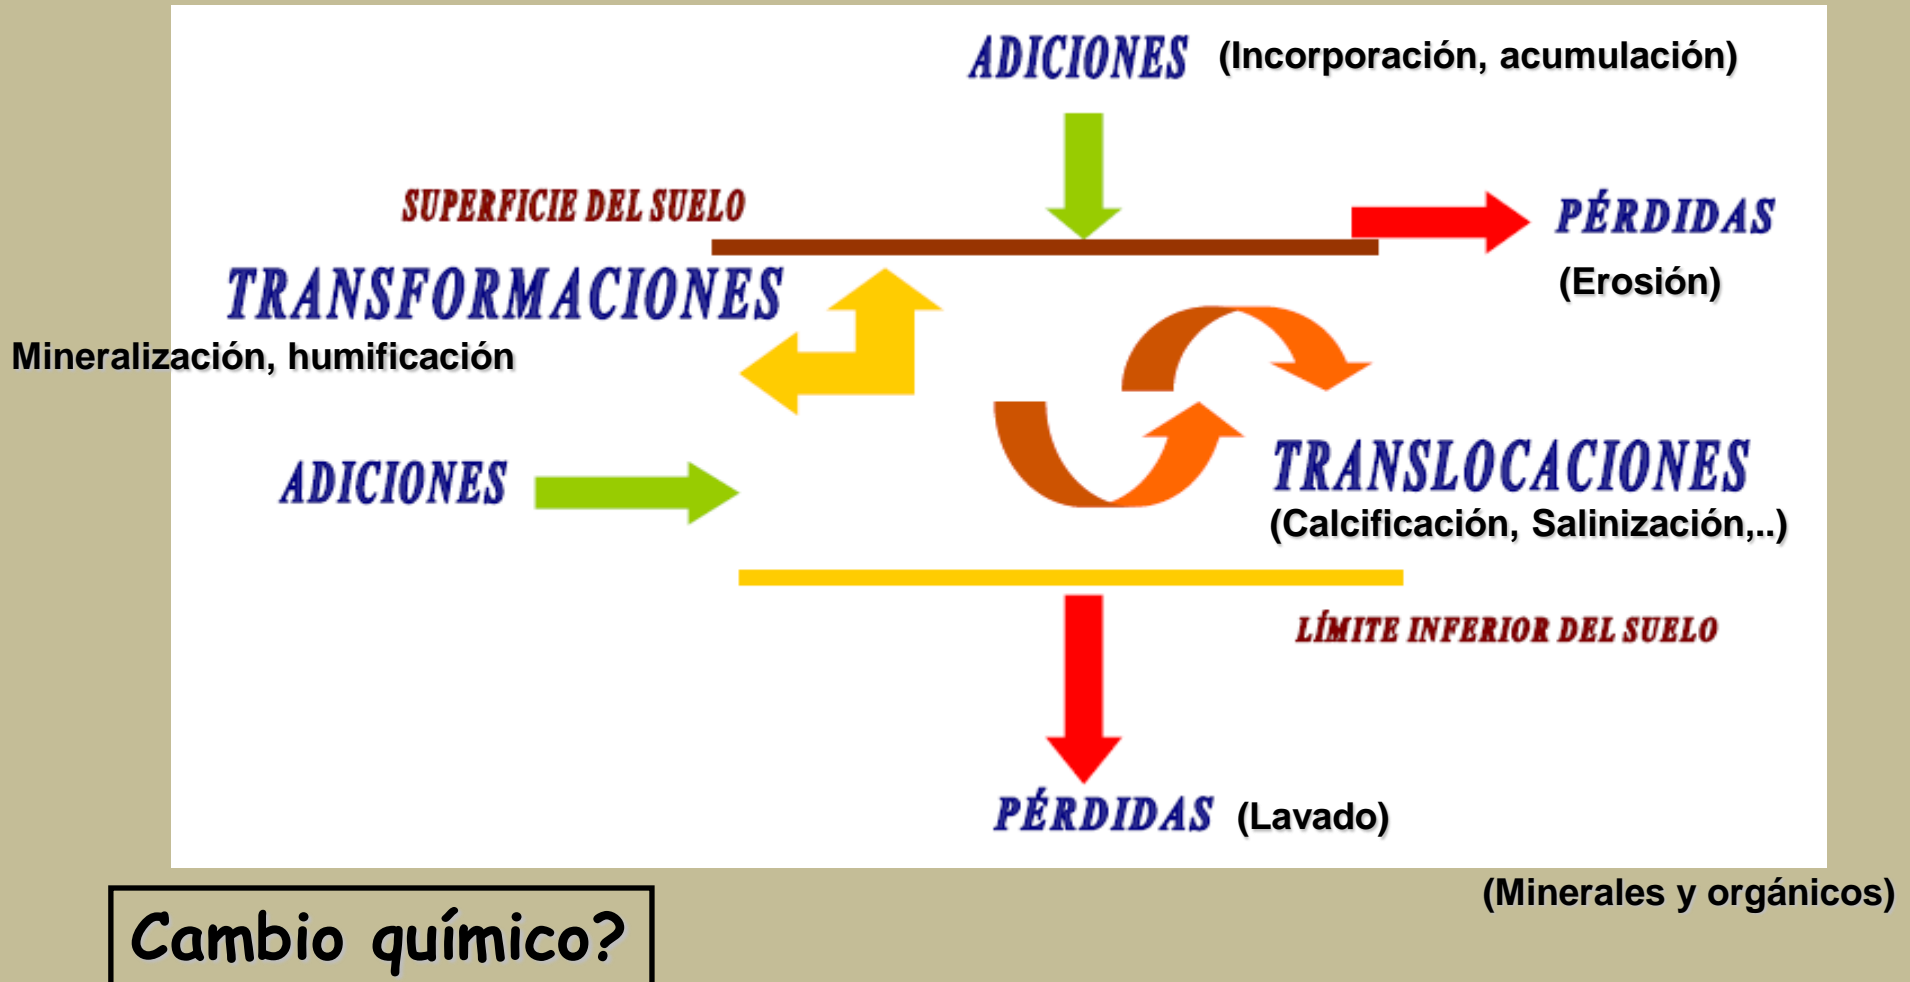 ADICIONES (Incorporación, acumulación)
SUPERFICIE DEL SUELO
PÉRDIDAS
(Erosión)
TRANSFORMACIONES
Mineralización, humificación
ADICIONES
TRANSLOCACIONES
(Calcificación, Salinización,..)
LÍMITE INFERIOR DEL SUELO
PÉRDIDAS (Lavado)
(Minerales y orgánicos)
Cambio químico?